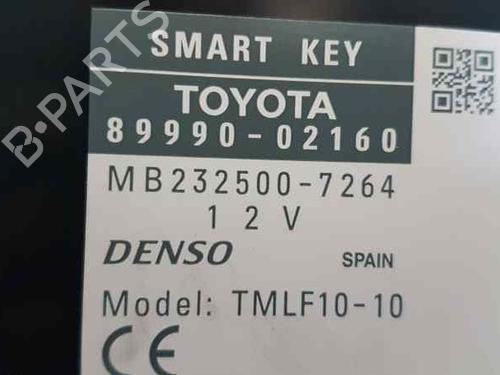 B-PARTS
SMART KEY
TOYOTA
89990-02160
MB232500-7264
12V
DENSO SPAIN
Model: TMLF10-10
CE